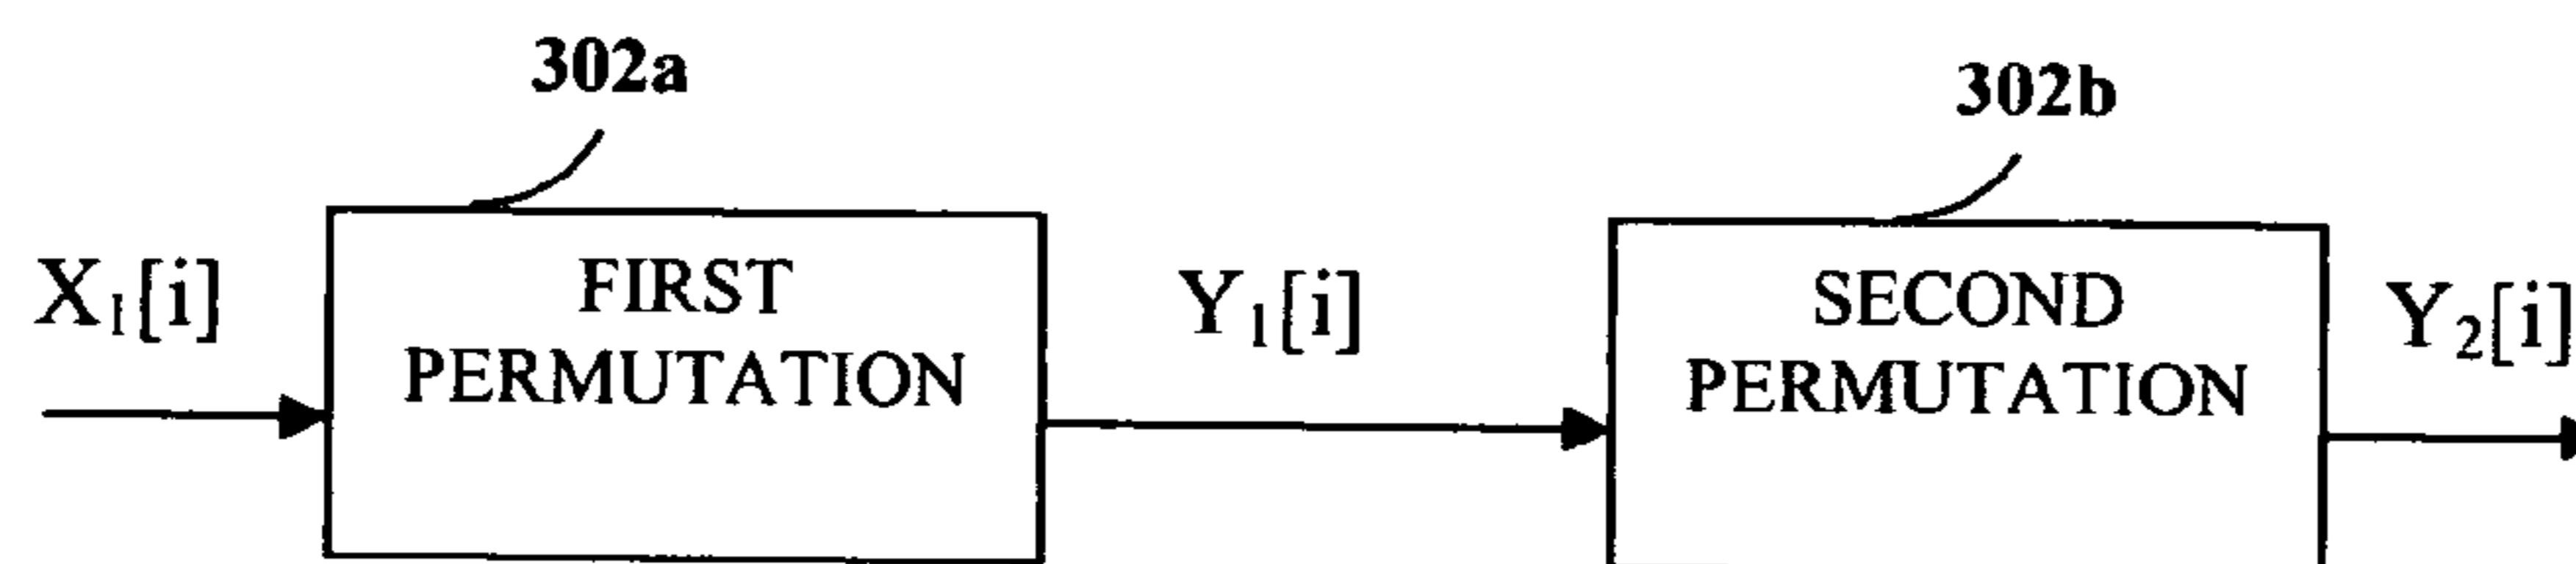 302a
302b
X₁[i]
FIRST
PERMUTATION
Y₁[i]
SECOND
PERMUTATION
Y₂[i]